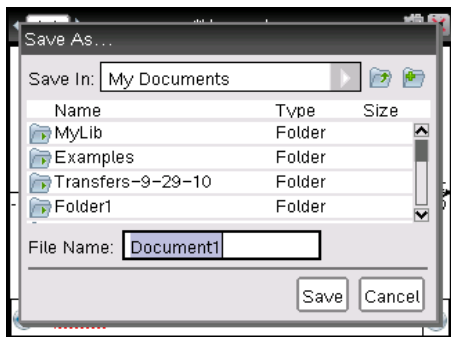 Save As...
Save In: My Documents
Name Type Size
MyLib Folder
Examples Folder
Transfers-9-29-10 Folder
Folder1 Folder
File Name: Document1
Save Cancel